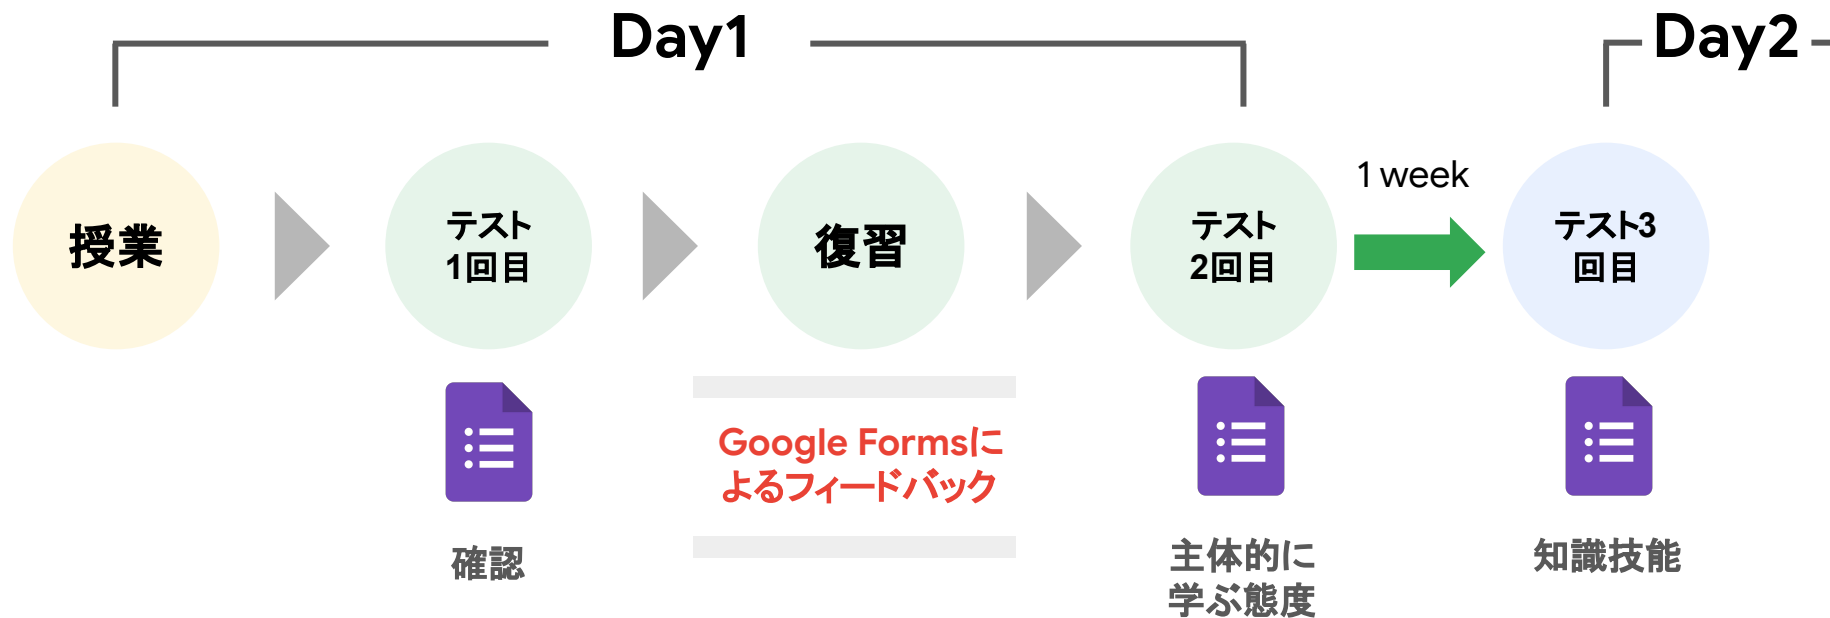 Day1
Day2
授業
テスト
1回目
復習
テスト
2回目
1 week
テスト3
回目
確認
Google Formsに
よるフィードバック
主体的に
学ぶ態度
知識技能